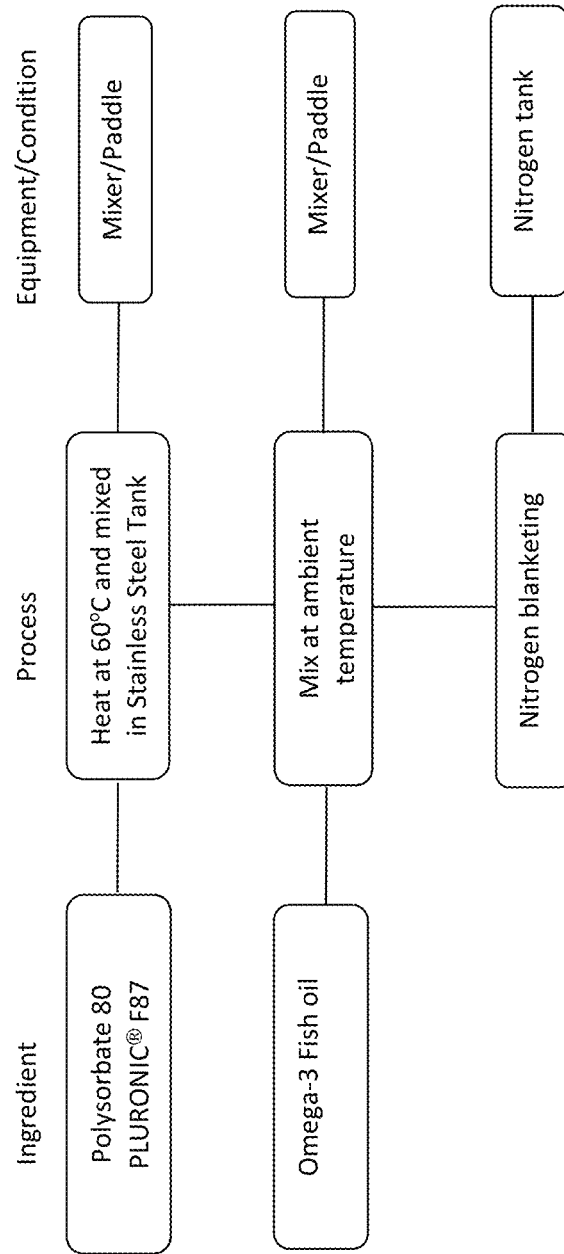 Ingredient
Process
Equipment/Condition
Polysorbate 80
PLURONIC® F87
Heat at 60°C and mixed
in Stainless Steel Tank
Mixer/Paddle
Omega-3 Fish oil
Mix at ambient
temperature
Mixer/Paddle
Nitrogen blanketing
Nitrogen tank